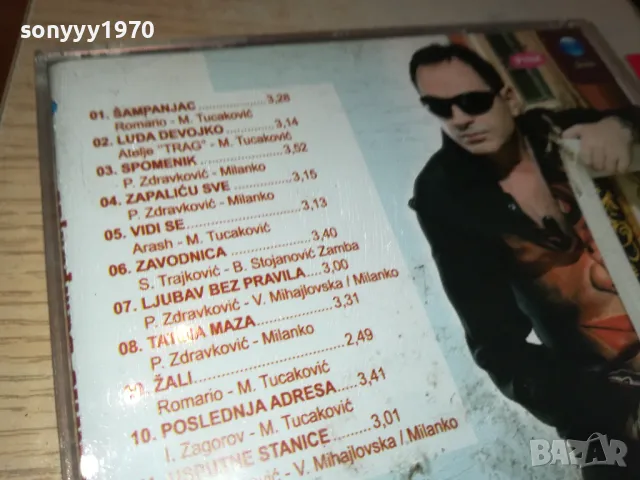 sonyyy1970
01. ŠAMPANJAC ........ 3,28
Romario - M. Tucaković
02. LUDA DEVOJKO ........ 3,14
Atelje "TRAG" - M. Tucaković
03. SPOMENIK ........ 3,52
P. Zdravković - Milanko
04. ZAPALIĆU SVE ........ 3,15
P. Zdravković - Milanko
05. VIDI SE ........ 3,13
Arash - M. Tucaković
06. ZAVODNICA ........ 3,40
S. Trajković - B. Stojanović Zamba
07. LJUBAV BEZ PRAVILA .... 3,00
P. Zdravković - V. Mihajlovska / Milanko
08. TATINA MAZA ........ 3,31
P. Zdravković - Milanko
ŽALI ........ 2,49
Romario - M. Tucaković
10. POSLEDNJA ADRESA ..... 3,41
I. Zagorov - M. Tucaković
USPUTNE STANICE ........ 3,01
V. Mihajlovska / Milanko
BAZAR
bg